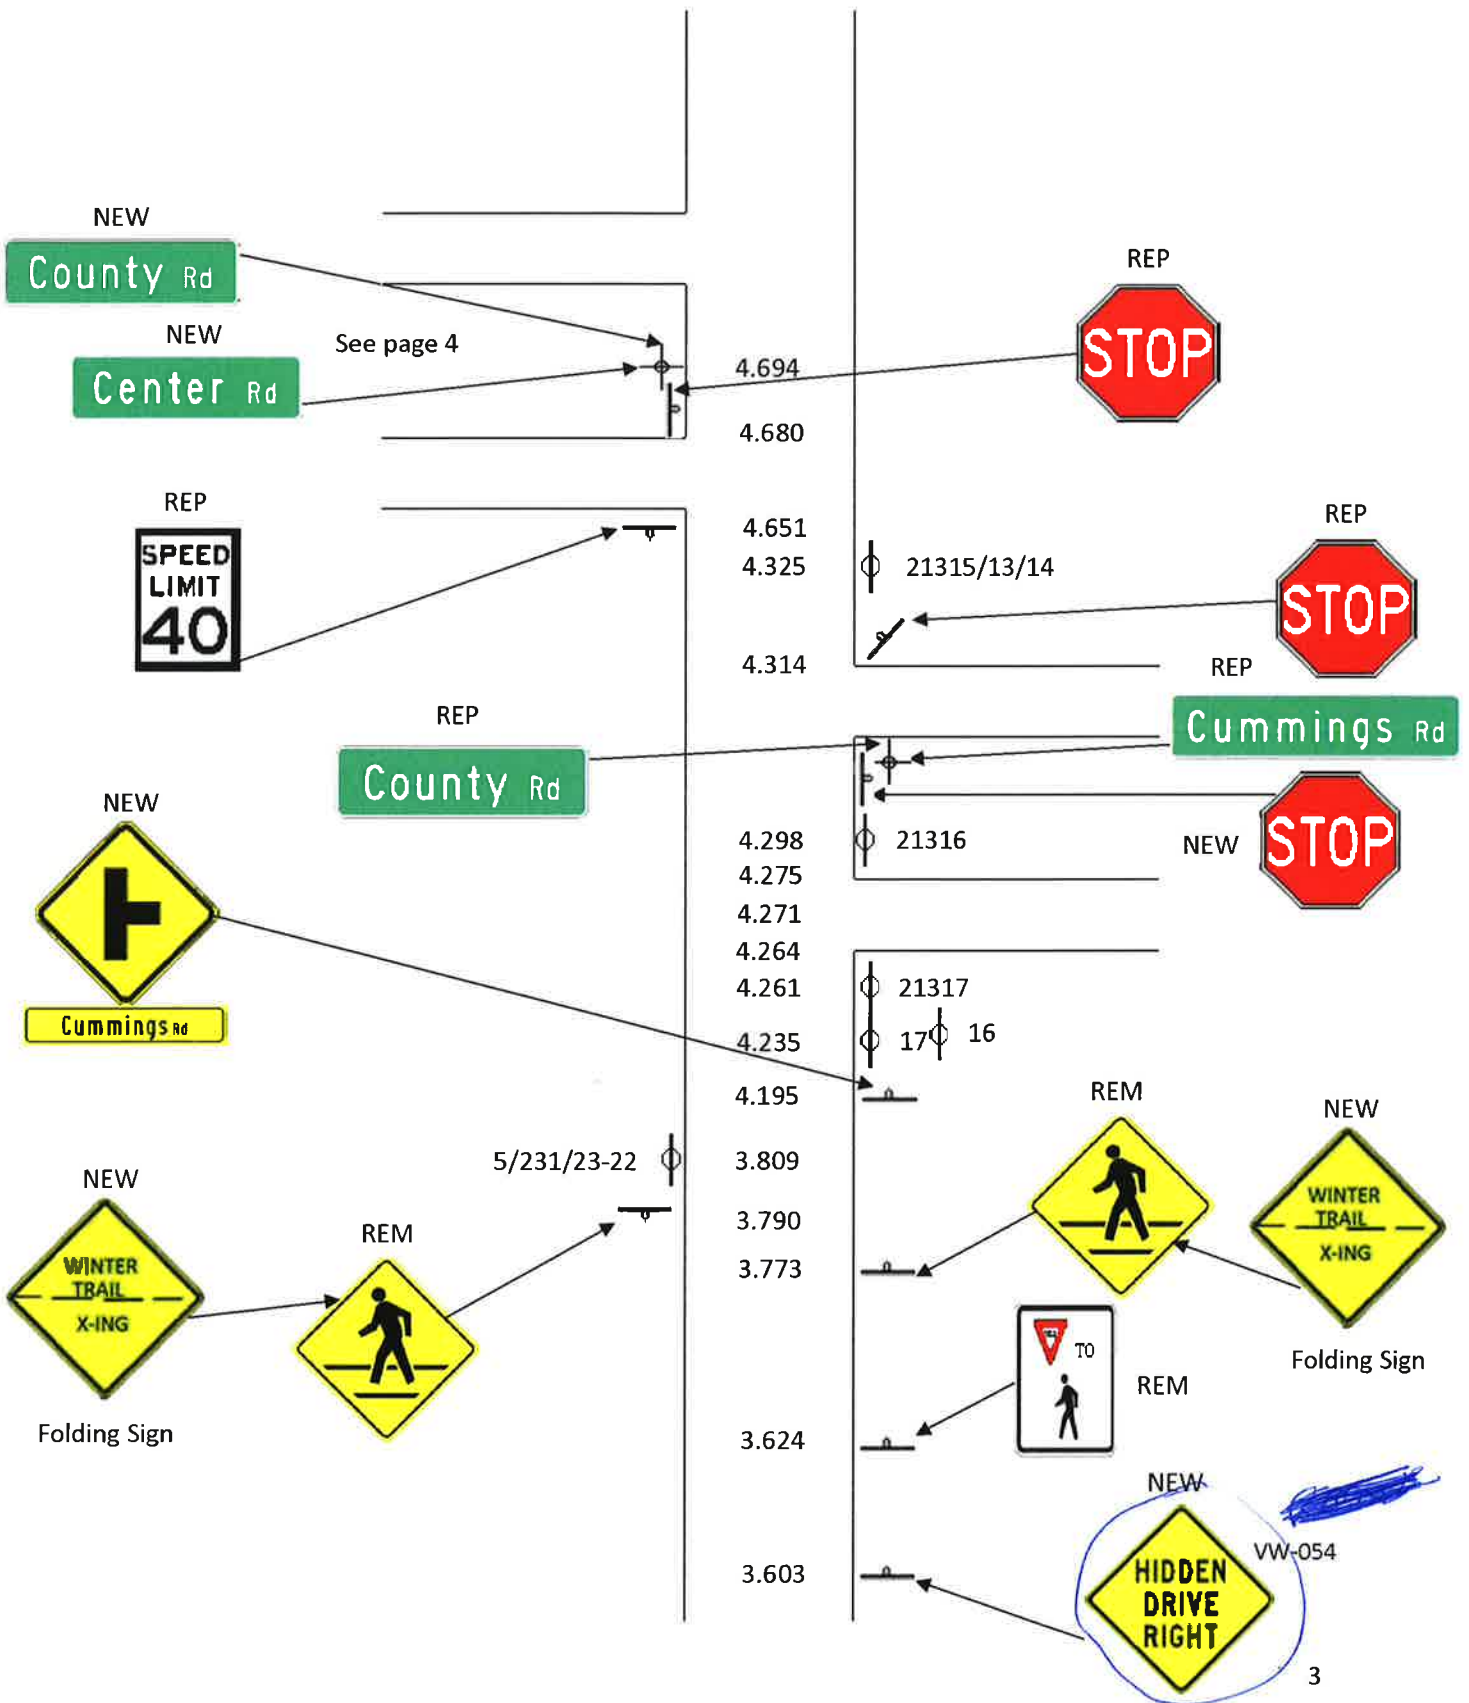 NEW
County Rd
NEW
Center Rd
See page 4
REP
STOP
4.694
4.680
REP
SPEED
LIMIT
40
4.651
4.325
21315/13/14
REP
STOP
4.314
REP
Cummings Rd
REP
County Rd
NEW
STOP
4.298
21316
4.275
4.271
4.264
4.261
21317
4.235
17
16
NEW
Cummings Rd
4.195
5/231/23-22
3.809
3.790
3.773
NEW
WINTER
TRAIL
X-ING
Folding Sign
REM
REM
NEW
WINTER
TRAIL
X-ING
Folding Sign
TO
REM
3.624
NEW
VW-054
HIDDEN
DRIVE
RIGHT
3.603
3